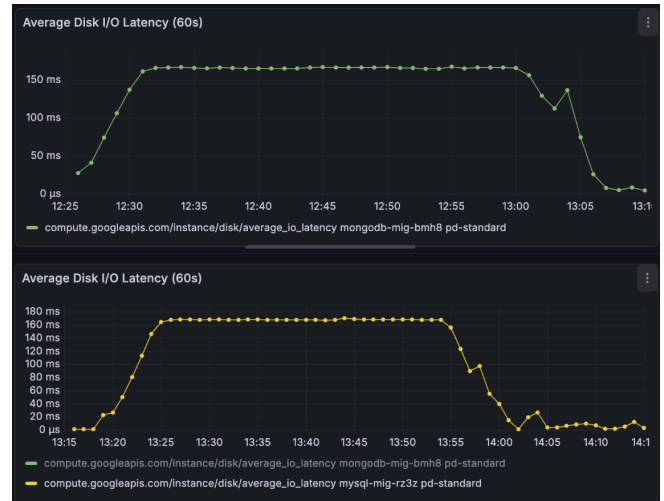 Average Disk I/O Latency (60s)
150 ms
100 ms
50 ms
0 µs
12:25 12:30 12:35 12:40 12:45 12:50 12:55 13:00 13:05 13:1
compute.googleapis.com/instance/disk/average_io_latency mongodb-mig-bmh8 pd-standard
Average Disk I/O Latency (60s)
180 ms
160 ms
140 ms
120 ms
100 ms
80 ms
60 ms
40 ms
20 ms
0 µs
13:15 13:20 13:25 13:30 13:35 13:40 13:45 13:50 13:55 14:00 14:05 14:10 14:1
compute.googleapis.com/instance/disk/average_io_latency mongodb-mig-bmh8 pd-standard
compute.googleapis.com/instance/disk/average_io_latency mysql-mig-rz3z pd-standard